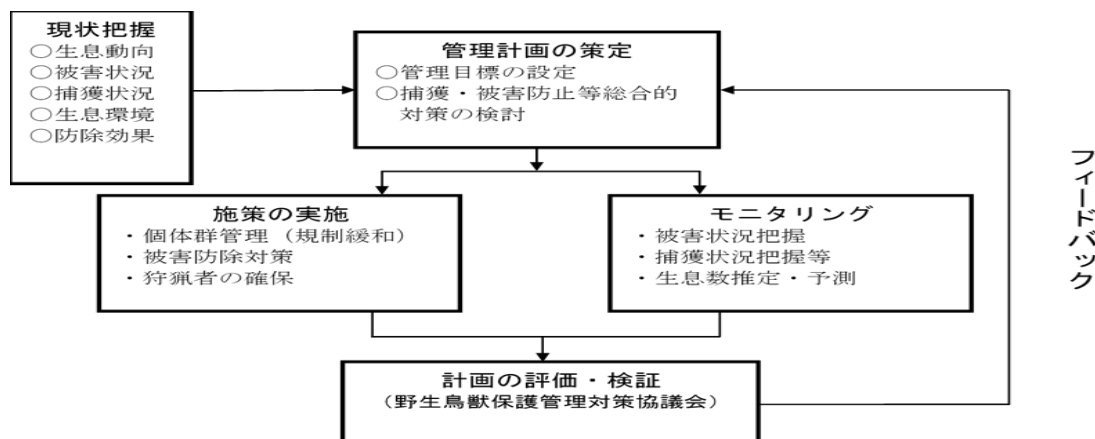 現状把握
○生息動向
○被害状況
○捕獲状況
○生息環境
○防除効果
管理計画の策定
○管理目標の設定
○捕獲・被害防止等総合的
対策の検討
施策の実施
・個体群管理（規制緩和）
・被害防除対策
・狩猟者の確保
モニタリング
・被害状況把握
・捕獲状況把握等
・生息数推定・予測
計画の評価・検証
（野生鳥獣保護管理対策協議会）
フィードバック